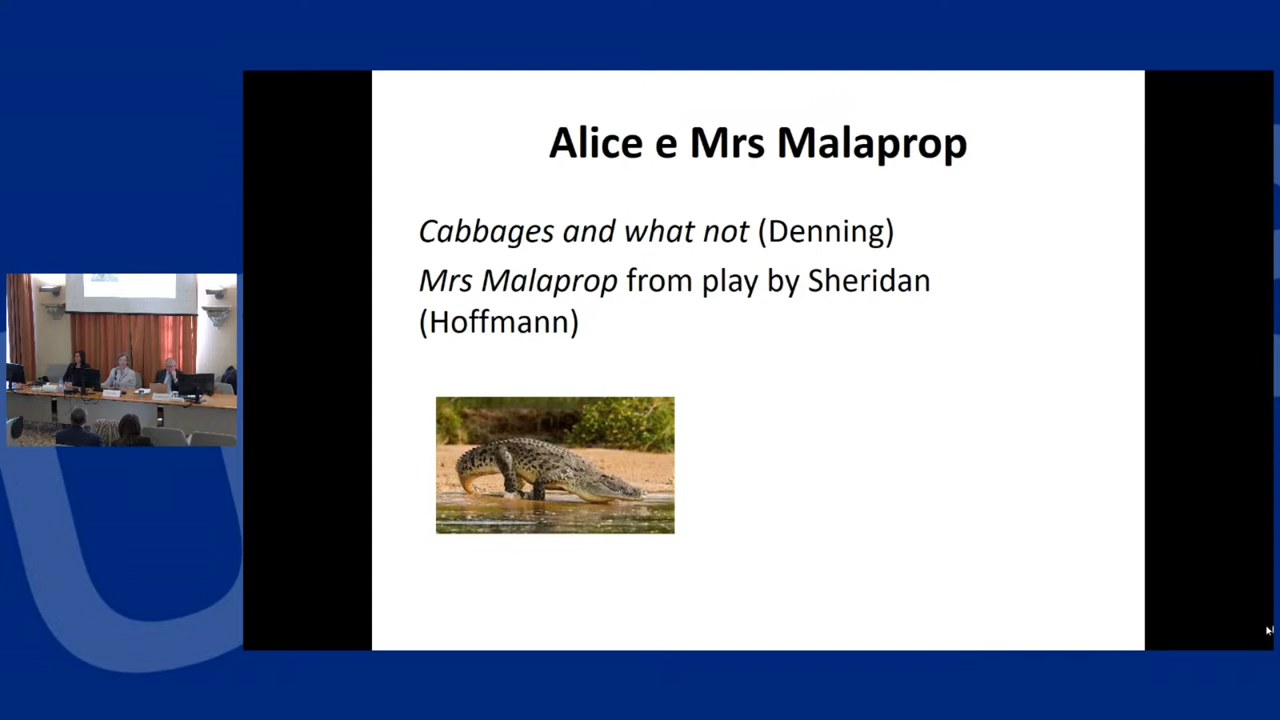 Alice e Mrs Malaprop
Cabbages and what not (Denning)
Mrs Malaprop from play by Sheridan
(Hoffmann)